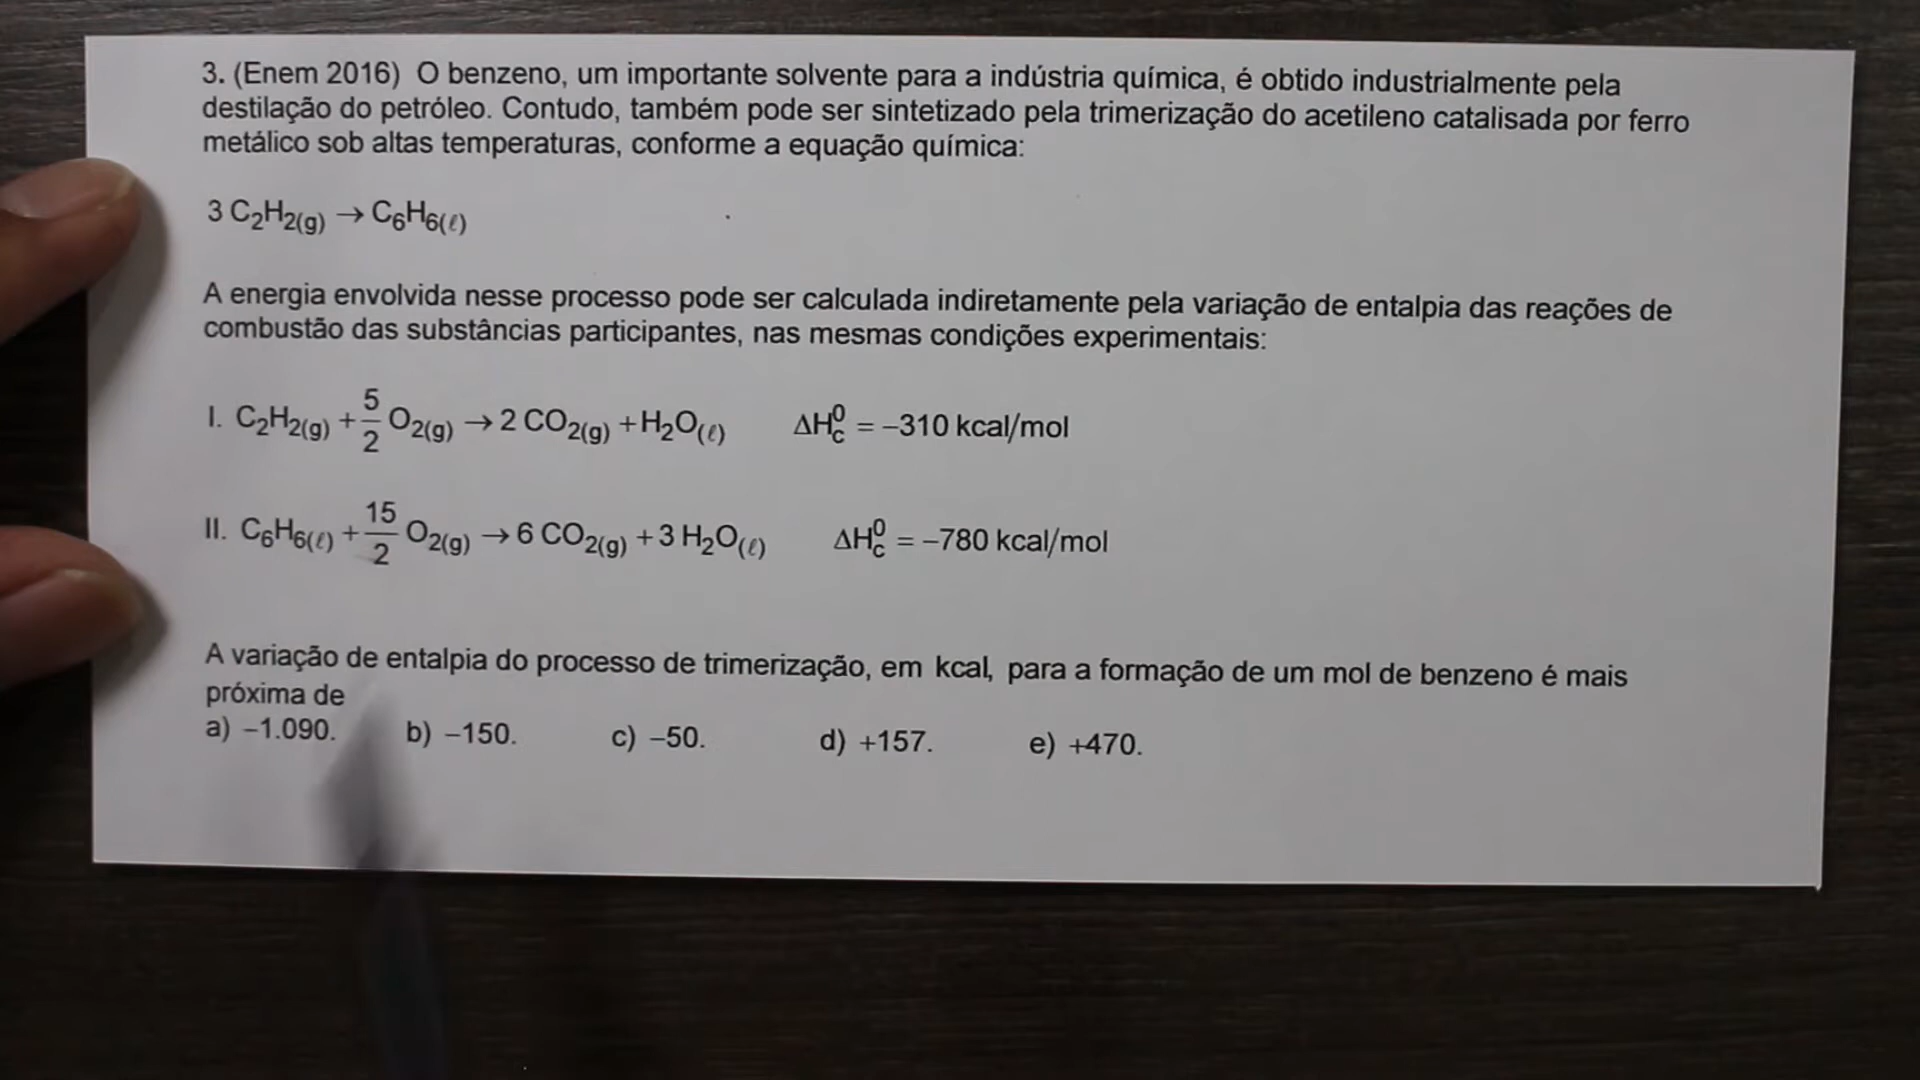 3. (Enem 2016) O benzeno, um importante solvente para a indústria química, é obtido industrialmente pela
destilação do petróleo. Contudo, também pode ser sintetizado pela trimerização do acetileno catalisada por ferro
metálico sob altas temperaturas, conforme a equação química:
3 C₂H₂(g) → C₆H₆(ℓ)
A energia envolvida nesse processo pode ser calculada indiretamente pela variação de entalpia das reações de
combustão das substâncias participantes, nas mesmas condições experimentais:
I. C₂H₂(g) + 5/2 O₂(g) → 2 CO₂(g) + H₂O(ℓ) ΔH⁰c = −310 kcal/mol
II. C₆H₆(ℓ) + 15/2 O₂(g) → 6 CO₂(g) + 3 H₂O(ℓ) ΔH⁰c = −780 kcal/mol
A variação de entalpia do processo de trimerização, em kcal, para a formação de um mol de benzeno é mais
próxima de
a) −1.090. b) −150. c) −50. d) +157. e) +470.